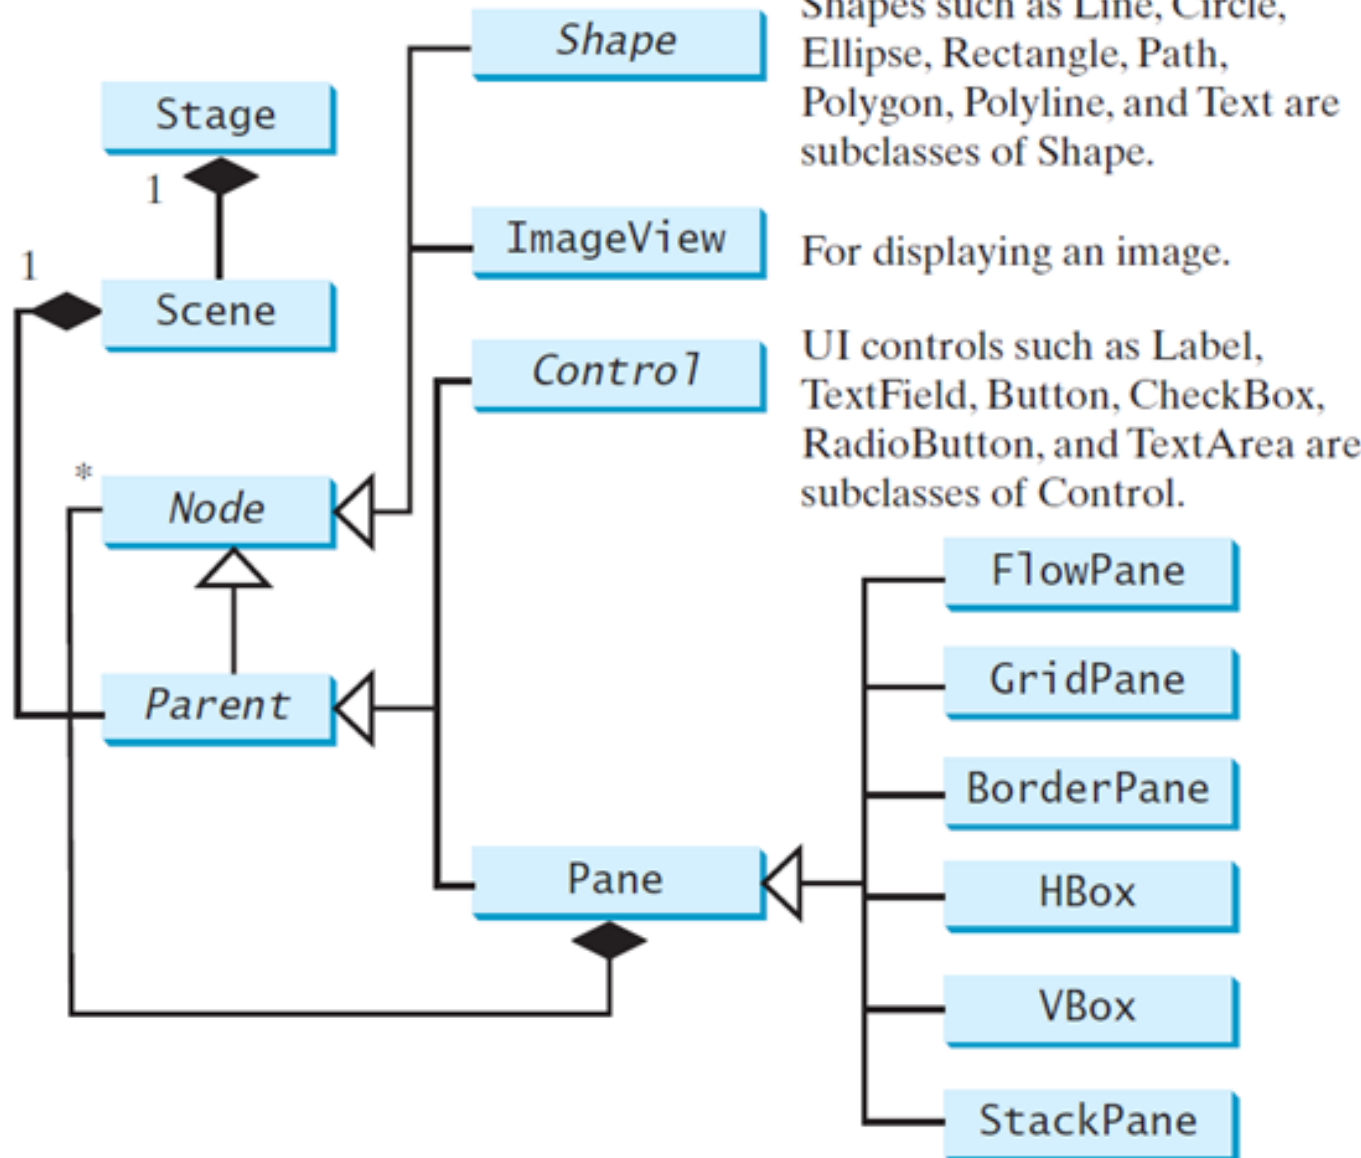 Shape
Shapes such as Line, Circle,
Ellipse, Rectangle, Path,
Polygon, Polyline, and Text are
subclasses of Shape.
Stage
1
ImageView
For displaying an image.
1
Scene
Control
UI controls such as Label,
TextField, Button, CheckBox,
RadioButton, and TextArea are
subclasses of Control.
*
Node
FlowPane
GridPane
Parent
BorderPane
Pane
HBox
VBox
StackPane